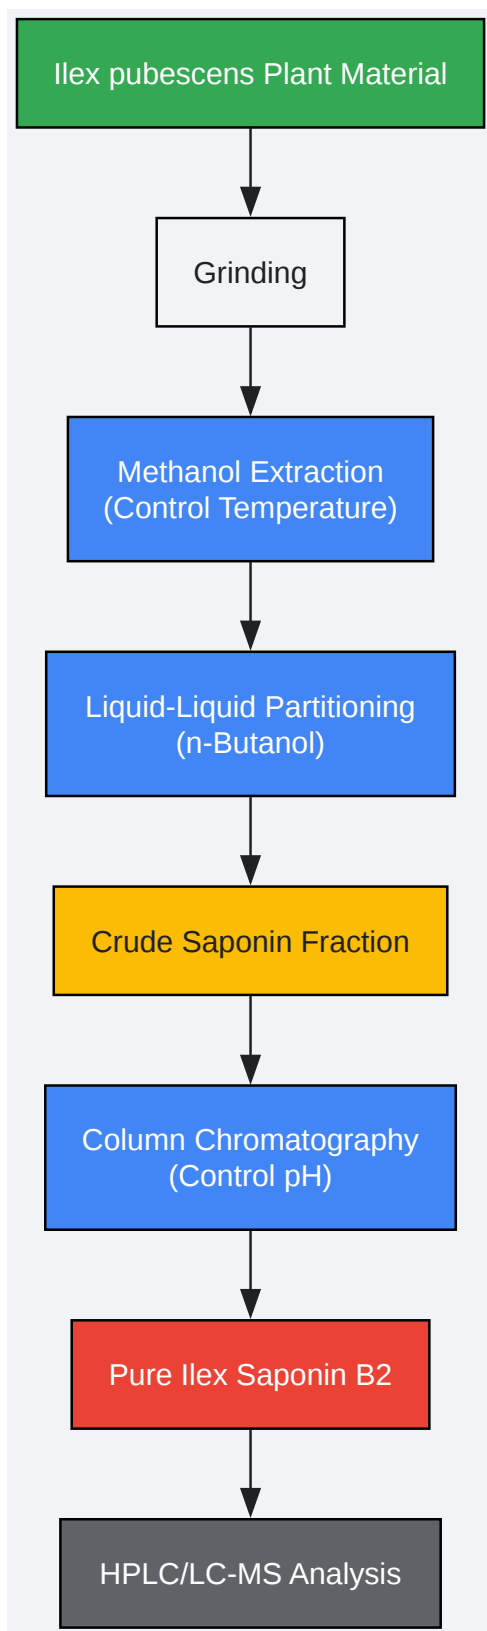 Ilex pubescens Plant Material
Grinding
Methanol Extraction
(Control Temperature)
Liquid-Liquid Partitioning
(n-Butanol)
Crude Saponin Fraction
Column Chromatography
(Control pH)
Pure Ilex Saponin B2
HPLC/LC-MS Analysis